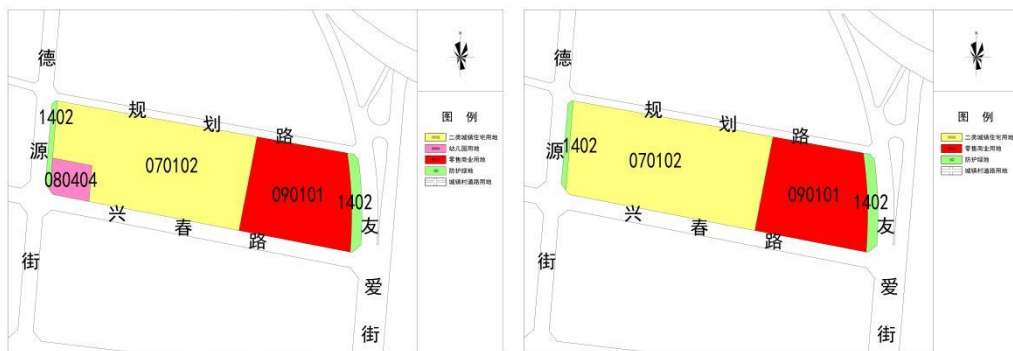 德源街
规划路
兴春路
友爱街
1402
070102
080404
090101
1402
图 例
二类城镇住宅用地
幼儿园用地
零售商业用地
防护绿地
城镇村道路用地
德源街
规划路
兴春路
友爱街
1402
070102
090101
1402
图 例
二类城镇住宅用地
零售商业用地
防护绿地
城镇村道路用地